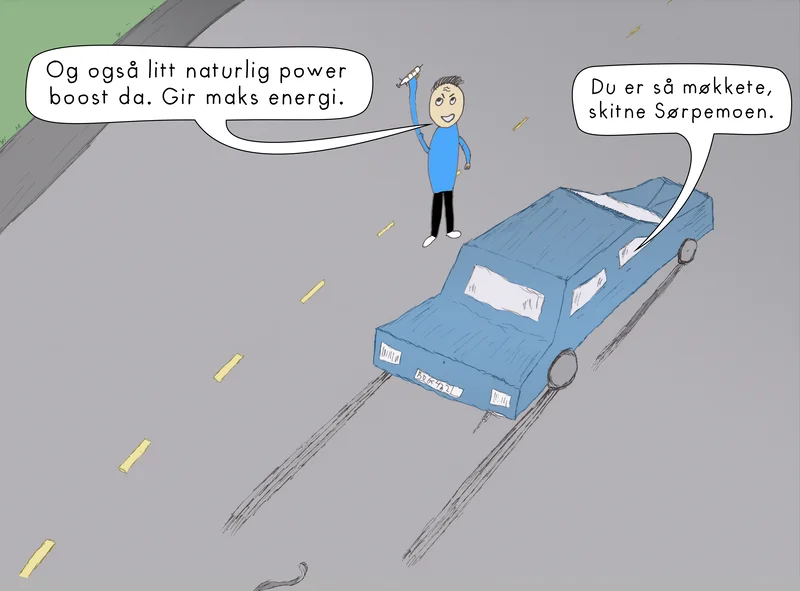 Og også litt naturlig power
boost da. Gir maks energi.
Du er så møkkete,
skitne Sørpemoen.